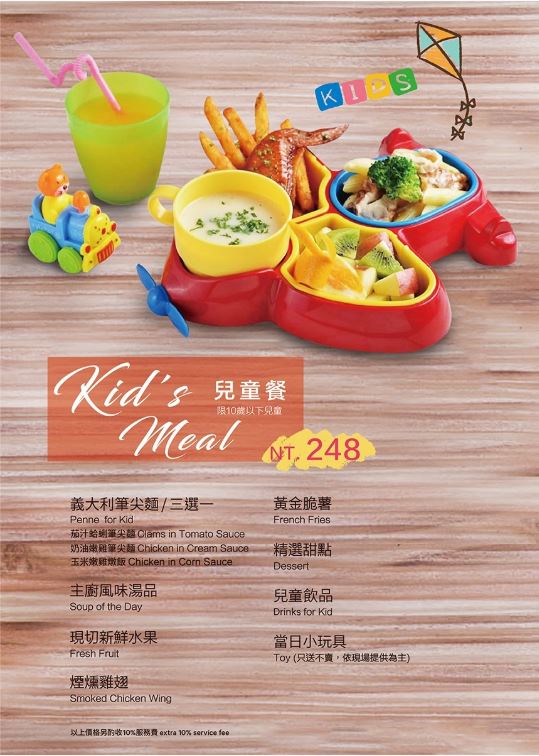 KIDS
Kid's
Meal
兒童餐
限10歲以下兒童
NT. 248
義大利筆尖麵/三選一
Penne for Kid
茄汁蛤蜊筆尖麵 Clams in Tomato Sauce
奶油嫩雞筆尖麵 Chicken in Cream Sauce
玉米嫩雞燉飯 Chicken in Corn Sauce
主廚風味湯品
Soup of the Day
現切新鮮水果
Fresh Fruit
煙燻雞翅
Smoked Chicken Wing
黃金脆薯
French Fries
精選甜點
Dessert
兒童飲品
Drinks for Kid
當日小玩具
Toy (只送不賣，依現場提供為主)
以上價格另酌收10%服務費 extra 10% service fee